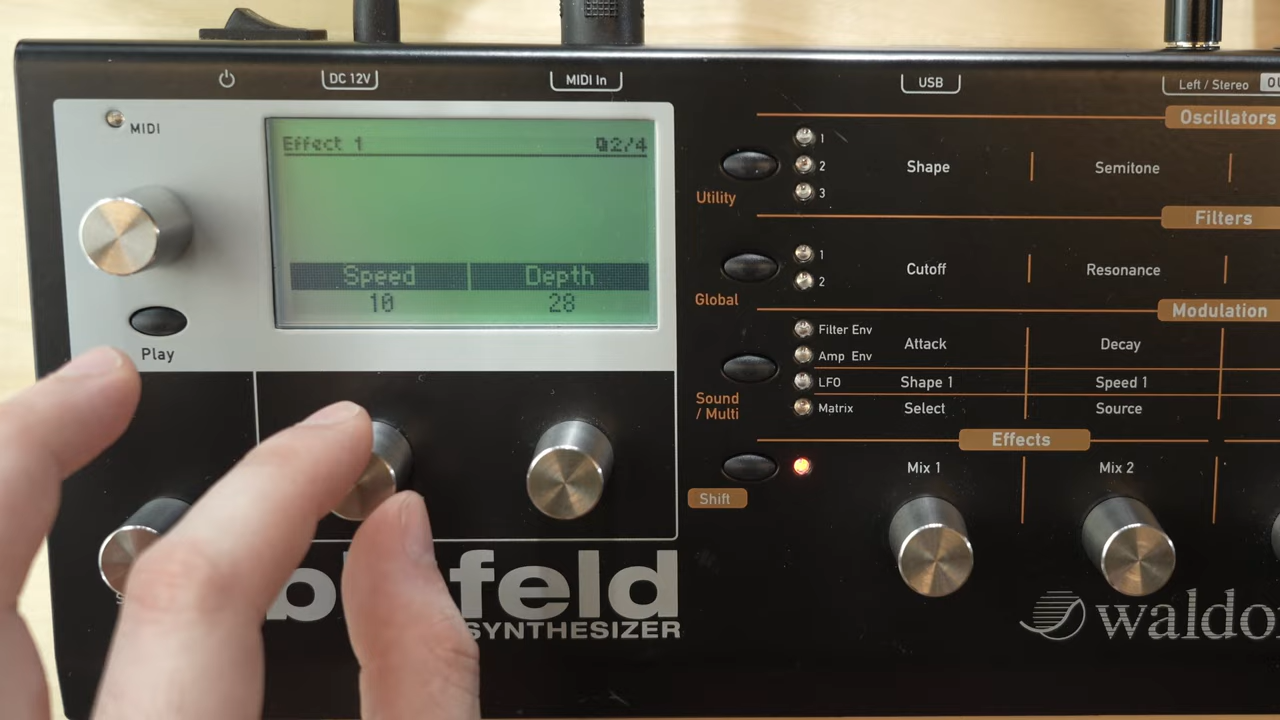 DC 12V
MIDI In
USB
Left / Stereo
MIDI
Effect 1
2/4
Speed
Depth
10
28
Play
Oscillators
1
2
3
Utility
Shape
Semitone
Filters
1
2
Global
Cutoff
Resonance
Modulation
Filter Env
Amp Env
LFO
Matrix
Sound
/ Multi
Attack
Decay
Shape 1
Speed 1
Select
Source
Effects
Mix 1
Mix 2
Shift
feld
SYNTHESIZER
waldo